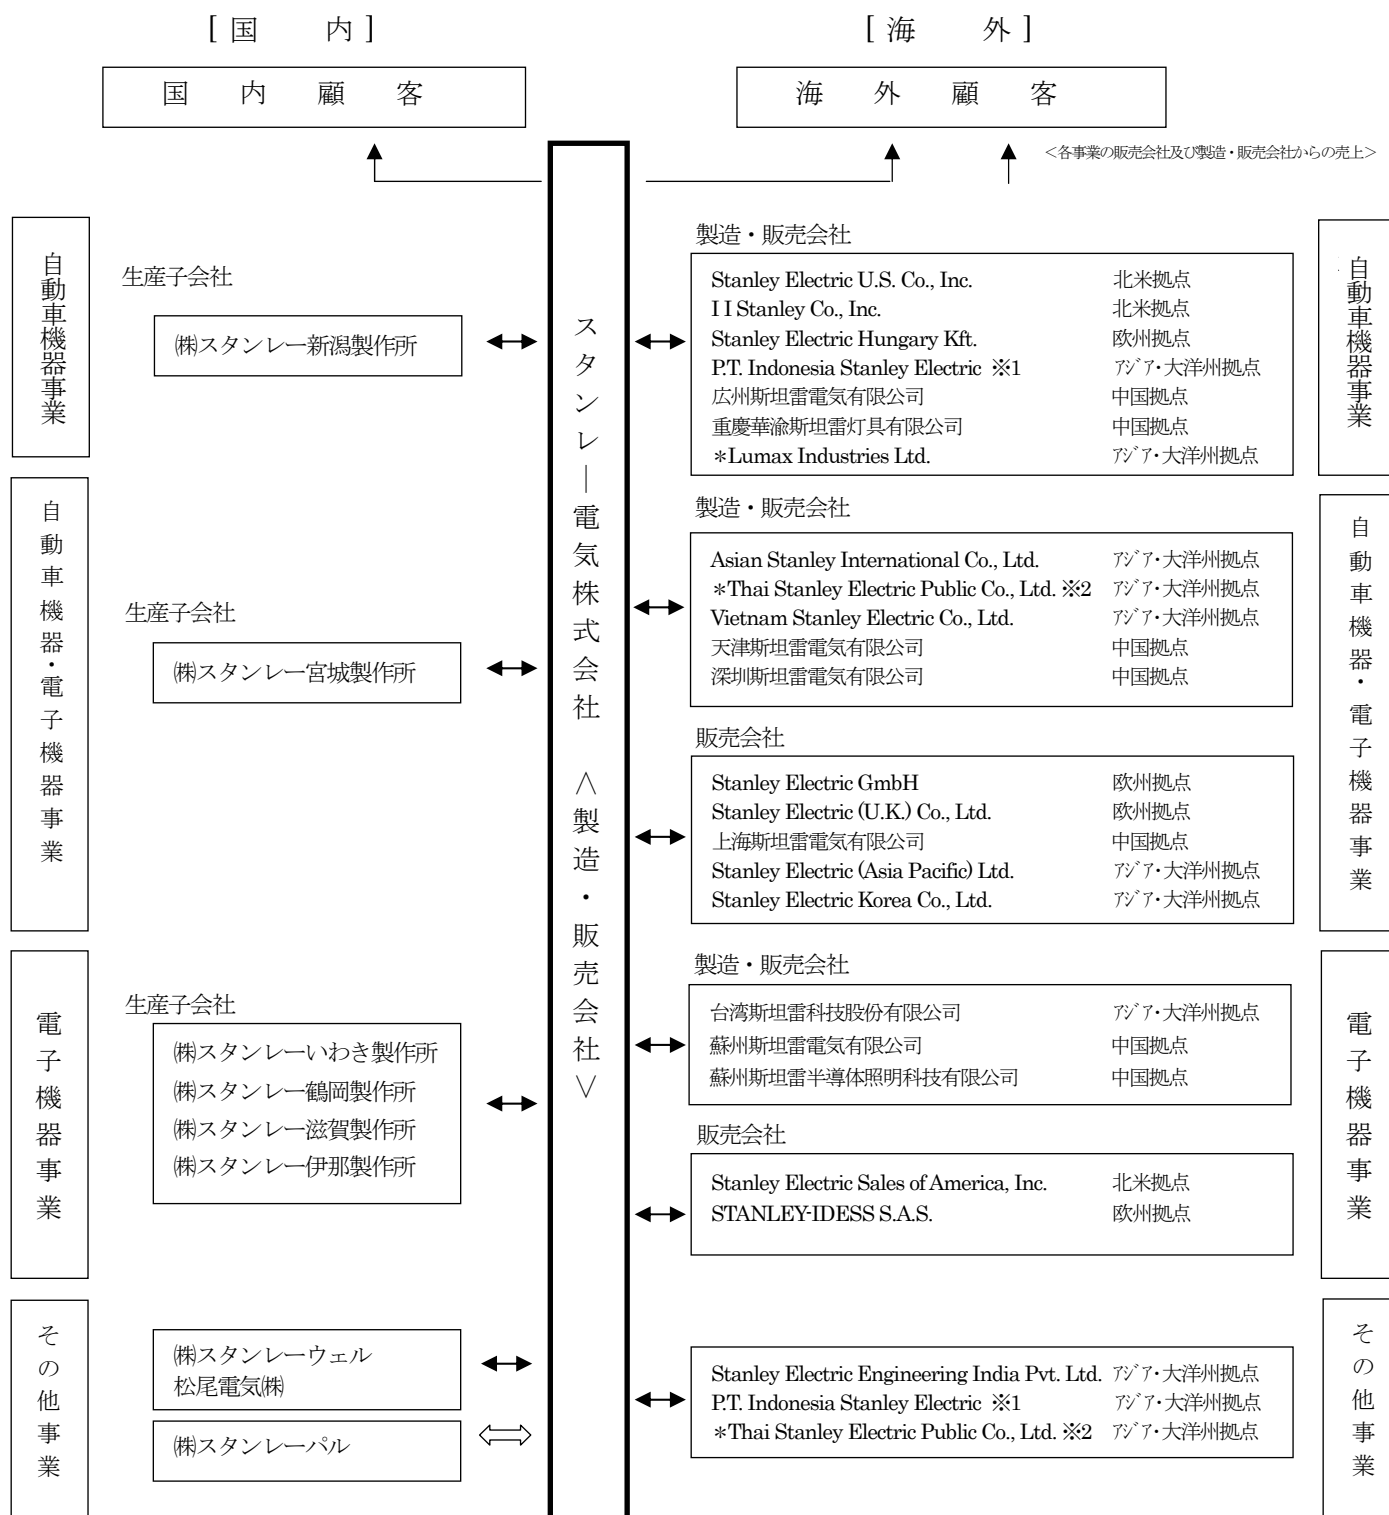 [ 国 内 ]
[ 海 外 ]
国 内 顧 客
海 外 顧 客
<各事業の販売会社及び製造・販売会社からの売上>
自動車機器事業
生産子会社
㈱スタンレー新潟製作所
スタンレー電気株式会社 <製造・販売会社>
製造・販売会社
Stanley Electric U.S. Co., Inc. 北米拠点
I I Stanley Co., Inc. 北米拠点
Stanley Electric Hungary Kft. 欧州拠点
P.T. Indonesia Stanley Electric ※1 ｱｼﾞｱ・大洋州拠点
広州斯坦雷電気有限公司 中国拠点
重慶華渝斯坦雷灯具有限公司 中国拠点
*Lumax Industries Ltd. ｱｼﾞｱ・大洋州拠点
自動車機器事業
自動車機器・電子機器事業
生産子会社
㈱スタンレー宮城製作所
製造・販売会社
Asian Stanley International Co., Ltd. ｱｼﾞｱ・大洋州拠点
*Thai Stanley Electric Public Co., Ltd. ※2 ｱｼﾞｱ・大洋州拠点
Vietnam Stanley Electric Co., Ltd. ｱｼﾞｱ・大洋州拠点
天津斯坦雷電気有限公司 中国拠点
深圳斯坦雷電気有限公司 中国拠点
販売会社
Stanley Electric GmbH 欧州拠点
Stanley Electric (U.K.) Co., Ltd. 欧州拠点
上海斯坦雷電気有限公司 中国拠点
Stanley Electric (Asia Pacific) Ltd. ｱｼﾞｱ・大洋州拠点
Stanley Electric Korea Co., Ltd. ｱｼﾞｱ・大洋州拠点
自動車機器・電子機器事業
電子機器事業
生産子会社
㈱スタンレーいわき製作所
㈱スタンレー鶴岡製作所
㈱スタンレー滋賀製作所
㈱スタンレー伊那製作所
製造・販売会社
台湾斯坦雷科技股份有限公司 ｱｼﾞｱ・大洋州拠点
蘇州斯坦雷電気有限公司 中国拠点
蘇州斯坦雷半導体照明科技有限公司 中国拠点
販売会社
Stanley Electric Sales of America, Inc. 北米拠点
STANLEY-IDESS S.A.S. 欧州拠点
電子機器事業
その他事業
㈱スタンレーウェル
松尾電気㈱
㈱スタンレーパル
Stanley Electric Engineering India Pvt. Ltd. ｱｼﾞｱ・大洋州拠点
P.T. Indonesia Stanley Electric ※1 ｱｼﾞｱ・大洋州拠点
*Thai Stanley Electric Public Co., Ltd. ※2 ｱｼﾞｱ・大洋州拠点
その他事業